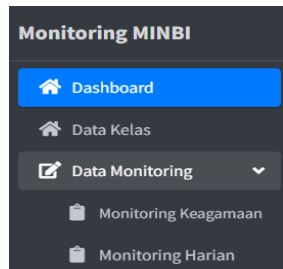 Monitoring MINBI
Dashboard
Data Kelas
Data Monitoring
Monitoring Keagamaan
Monitoring Harian